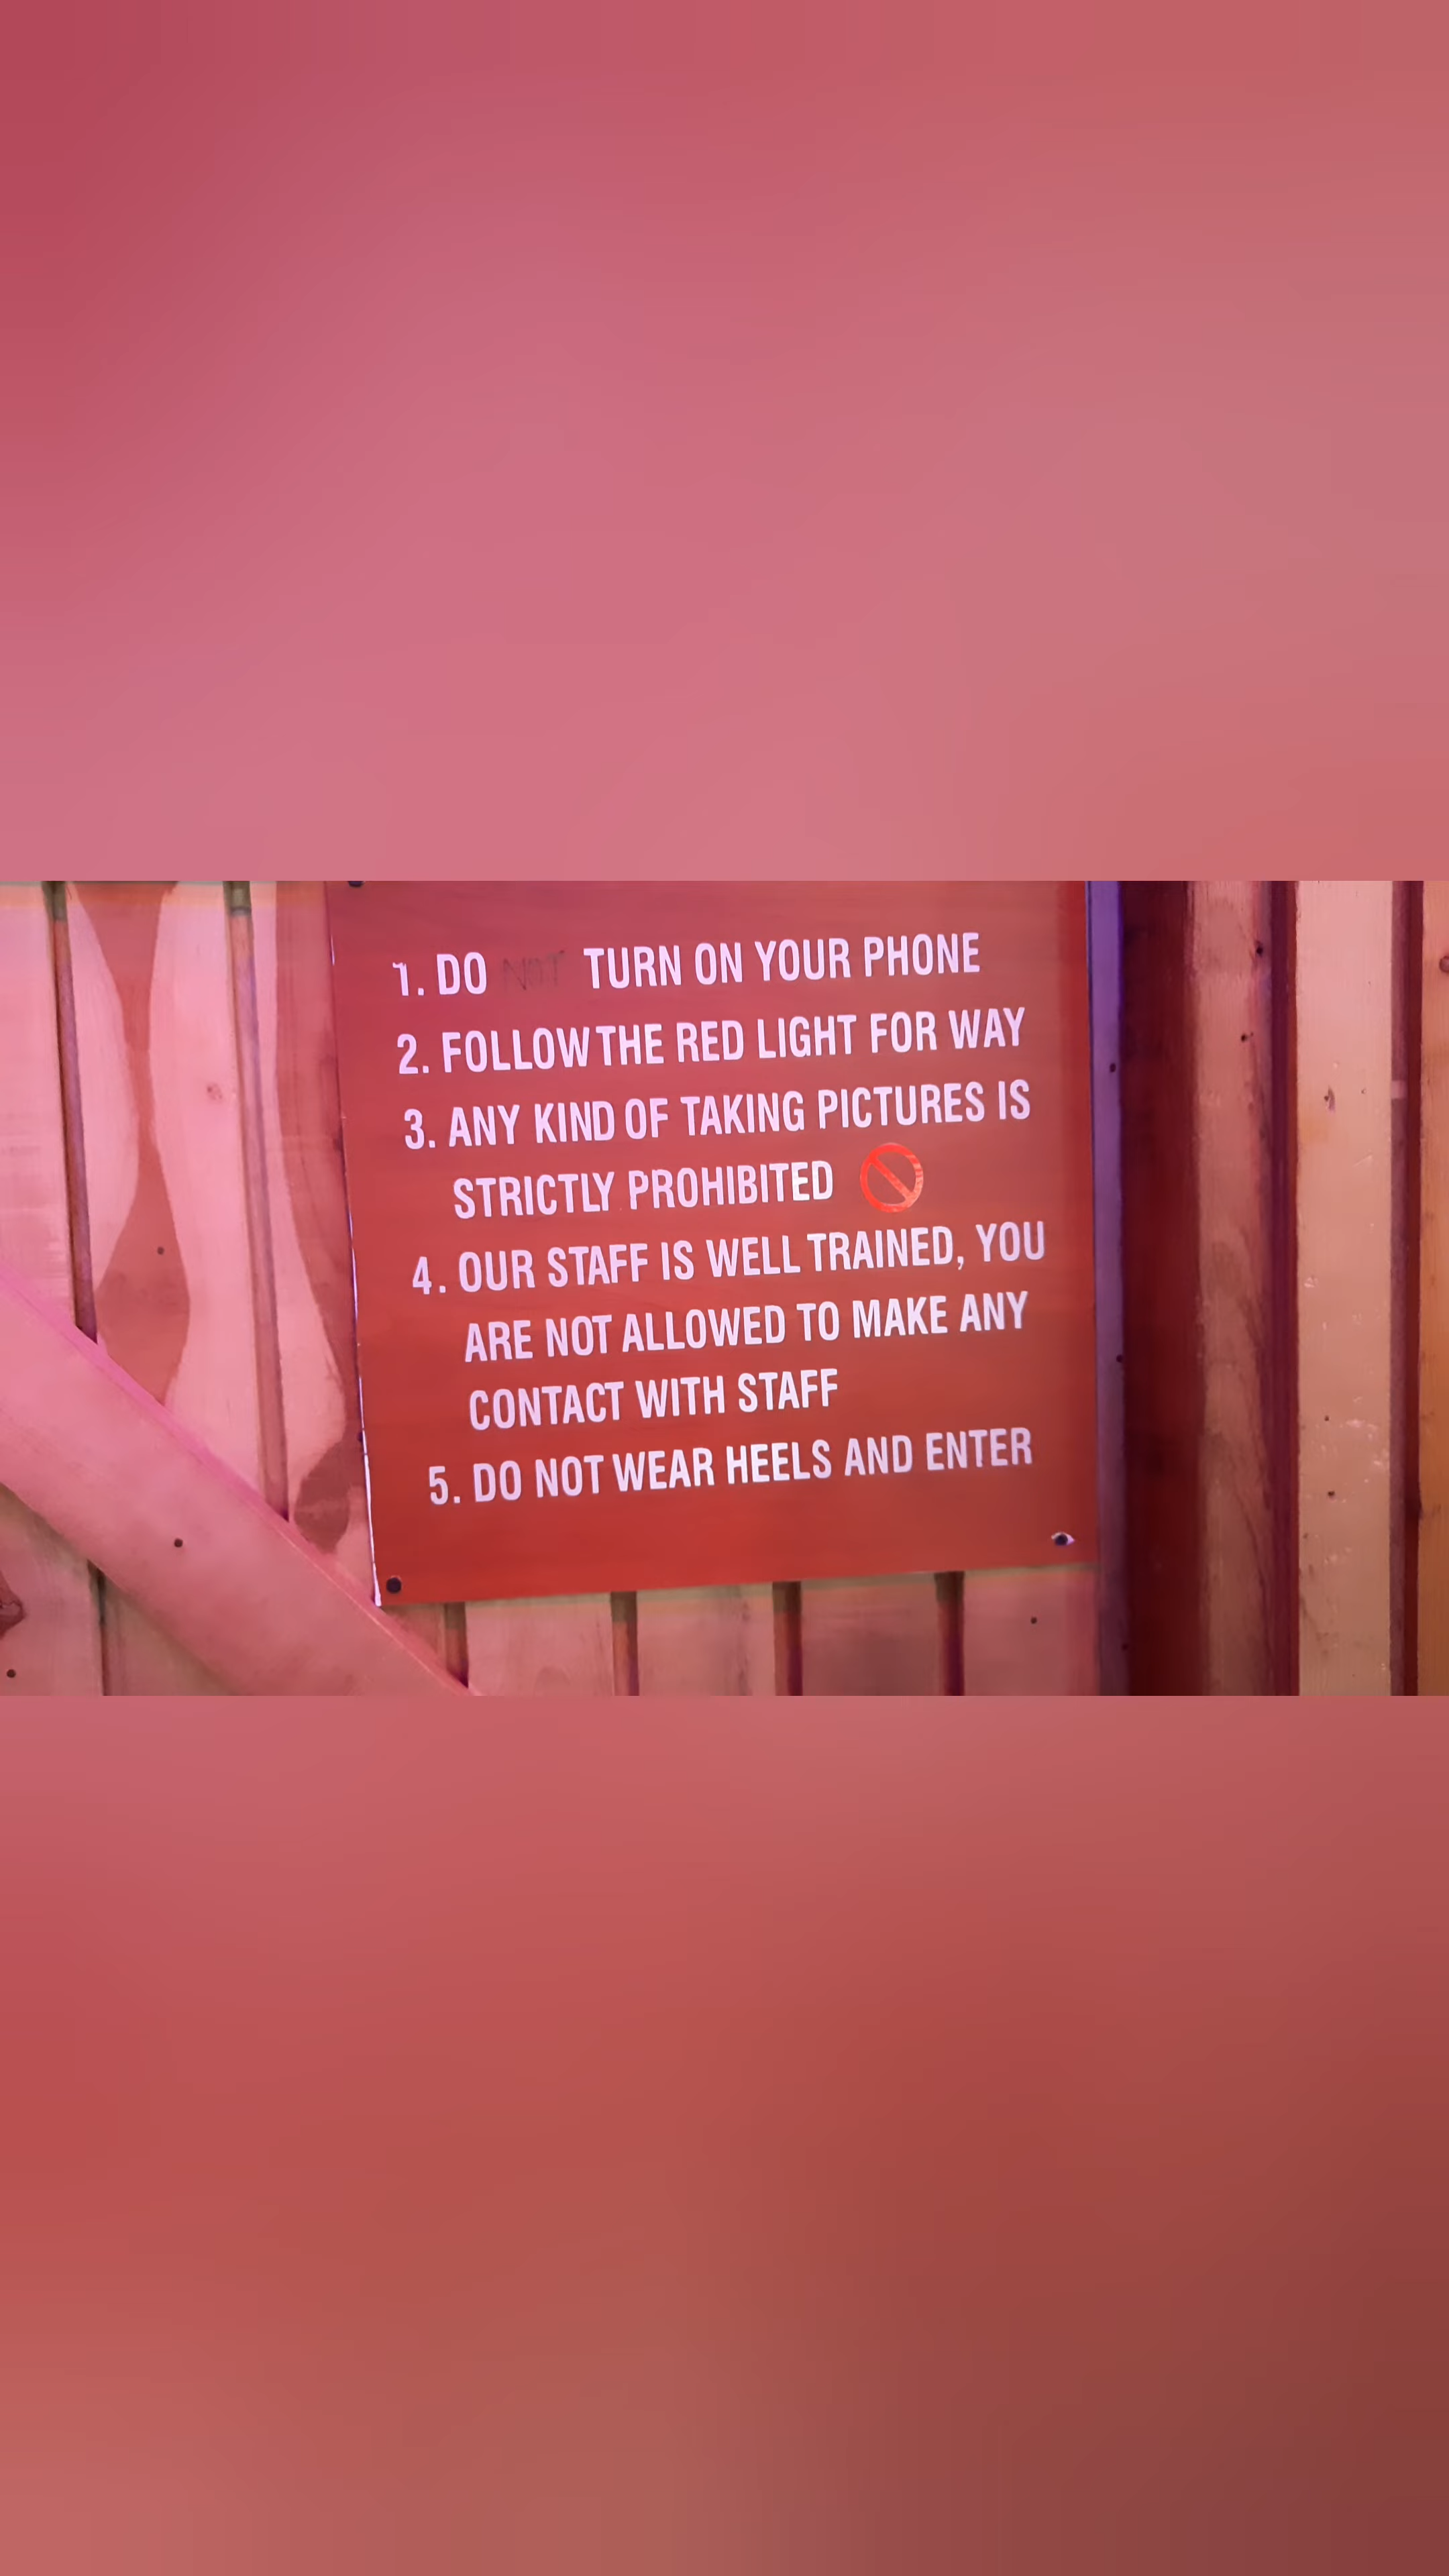 1. DO NOT TURN ON YOUR PHONE
2. FOLLOW THE RED LIGHT FOR WAY
3. ANY KIND OF TAKING PICTURES IS
STRICTLY PROHIBITED 🚫
4. OUR STAFF IS WELL TRAINED, YOU
ARE NOT ALLOWED TO MAKE ANY
CONTACT WITH STAFF
5. DO NOT WEAR HEELS AND ENTER